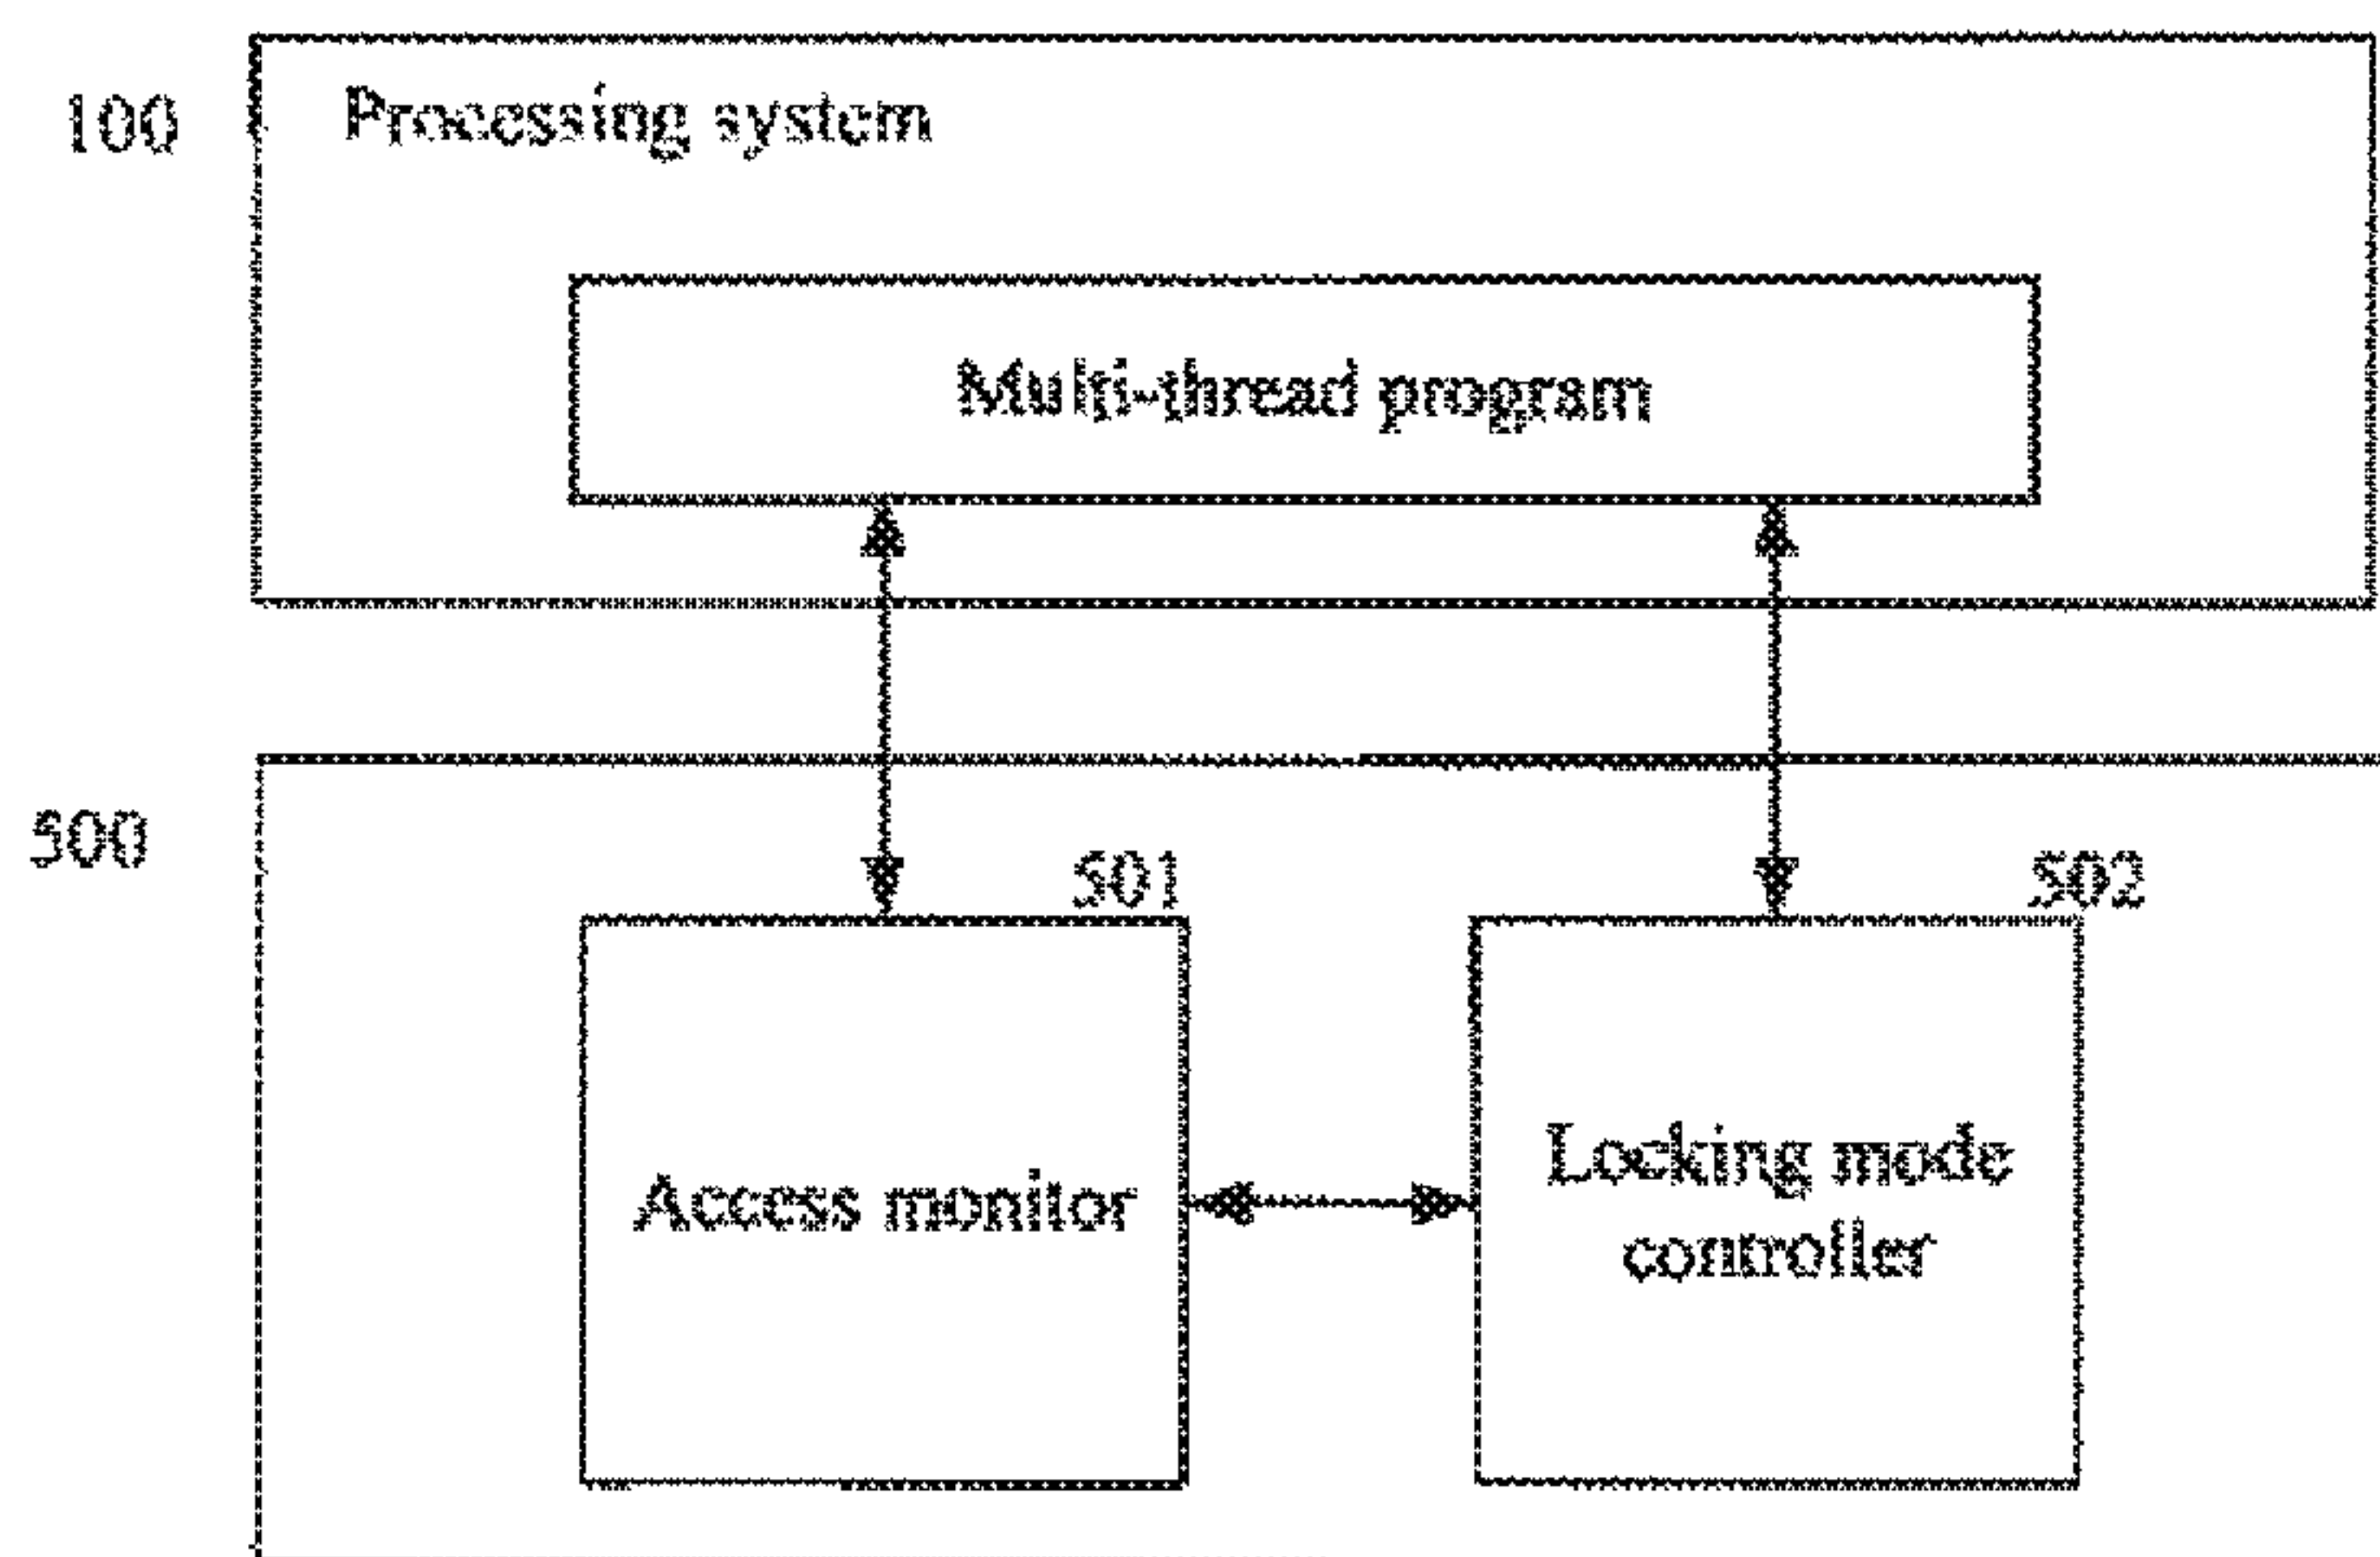 100
Processing system
Multi-thread program
500
501
502
Access monitor
Locking mode
controller